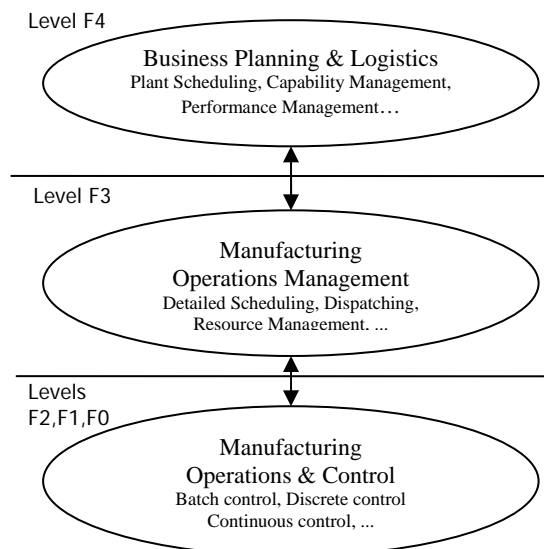 Level F4
Business Planning & Logistics
Plant Scheduling, Capability Management,
Performance Management…
Level F3
Manufacturing
Operations Management
Detailed Scheduling, Dispatching,
Resource Management, ...
Levels
F2,F1,F0
Manufacturing
Operations & Control
Batch control, Discrete control
Continuous control, ...